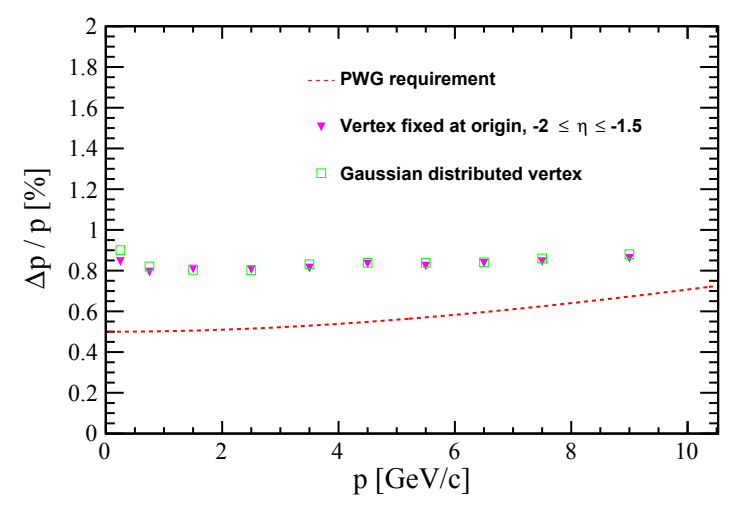 2
1.8
1.6
1.4
1.2
1
0.8
0.6
0.4
0.2
0
Δp / p [%]
PWG requirement
Vertex fixed at origin, -2 ≤ η ≤ -1.5
Gaussian distributed vertex
0 2 4 6 8 10
p [GeV/c]